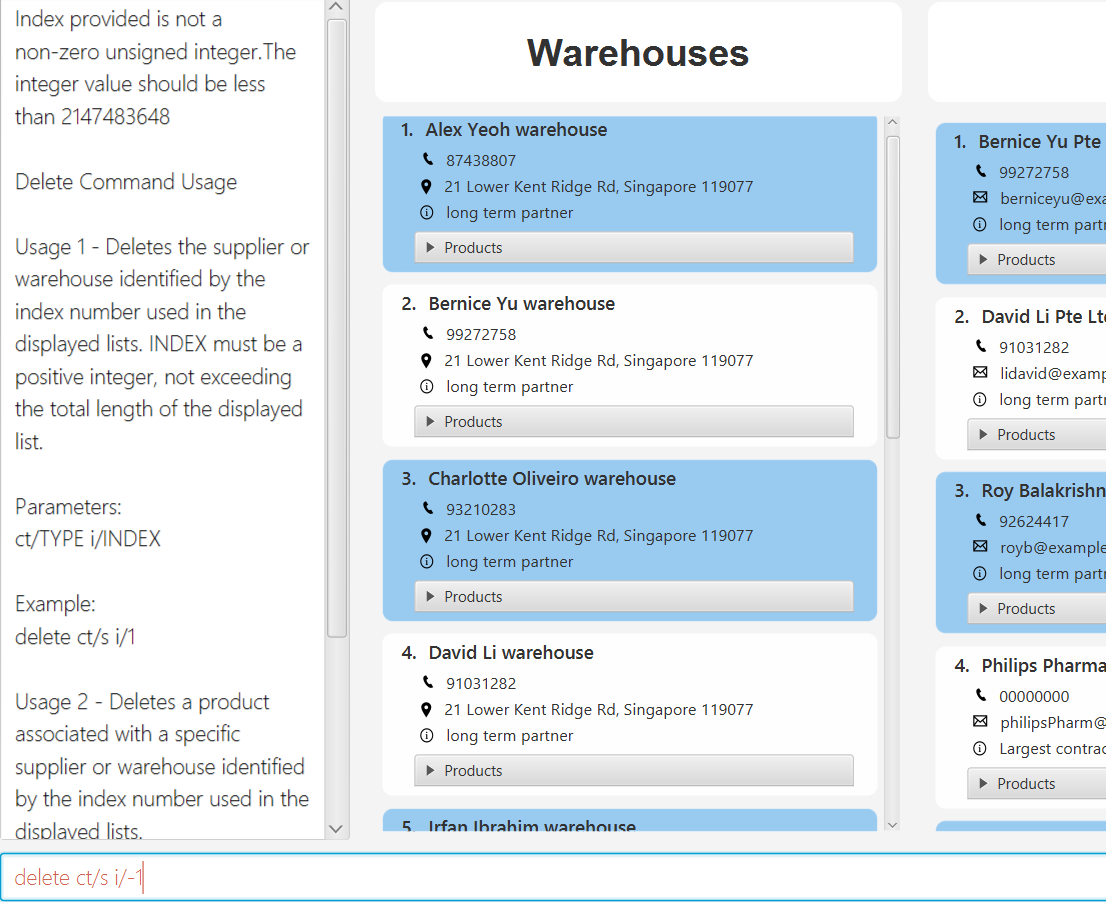 Index provided is not a
non-zero unsigned integer.The
integer value should be less
than 2147483648
Delete Command Usage
Usage 1 - Deletes the supplier or
warehouse identified by the
index number used in the
displayed lists. INDEX must be a
positive integer, not exceeding
the total length of the displayed
list.
Parameters:
ct/TYPE i/INDEX
Example:
delete ct/s i/1
Usage 2 - Deletes a product
associated with a specific
supplier or warehouse identified
by the index number used in the
displayed lists.
Warehouses
1. Alex Yeoh warehouse
87438807
21 Lower Kent Ridge Rd, Singapore 119077
long term partner
Products
2. Bernice Yu warehouse
99272758
21 Lower Kent Ridge Rd, Singapore 119077
long term partner
Products
3. Charlotte Oliveiro warehouse
93210283
21 Lower Kent Ridge Rd, Singapore 119077
long term partner
Products
4. David Li warehouse
91031282
21 Lower Kent Ridge Rd, Singapore 119077
long term partner
Products
5. Irfan Ibrahim warehouse
1. Bernice Yu Pte
99272758
berniceyu@exa
long term partn
Products
2. David Li Pte Lt
91031282
lidavid@examp
long term partn
Products
3. Roy Balakrishn
92624417
royb@example
long term partn
Products
4. Philips Pharma
00000000
philipsPharm@
Largest contrac
Products
delete ct/s i/-1